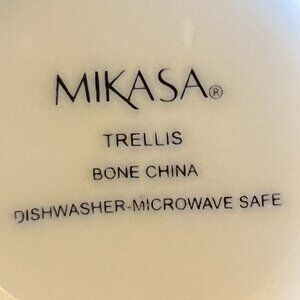 MIKASA®
TRELLIS
BONE CHINA
DISHWASHER-MICROWAVE SAFE